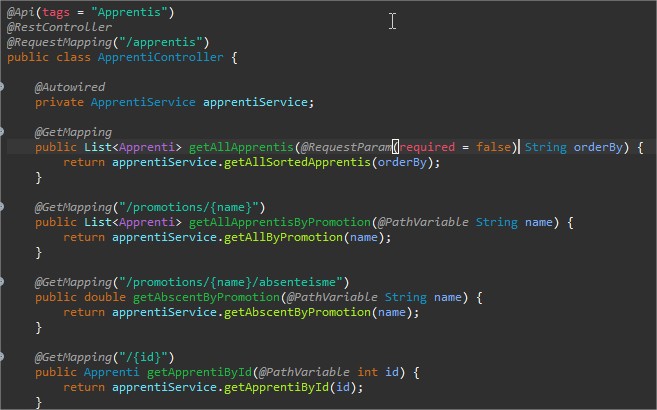 @Api(tags = "Apprentis")
@RestController
@RequestMapping("/apprentis")
public class ApprentiController {
@Autowired
private ApprentiService apprentiService;
@GetMapping
public List<Apprenti> getAllApprentis(@RequestParam(required = false) String orderBy) {
return apprentiService.getAllSortedApprentis(orderBy);
}
@GetMapping("/promotions/{name}")
public List<Apprenti> getAllApprentisByPromotion(@PathVariable String name) {
return apprentiService.getAllByPromotion(name);
}
@GetMapping("/promotions/{name}/absenteisme")
public double getAbscentByPromotion(@PathVariable String name) {
return apprentiService.getAbscentByPromotion(name);
}
@GetMapping("/{id}")
public Apprenti getApprentiById(@PathVariable int id) {
return apprentiService.getApprentiById(id);
}